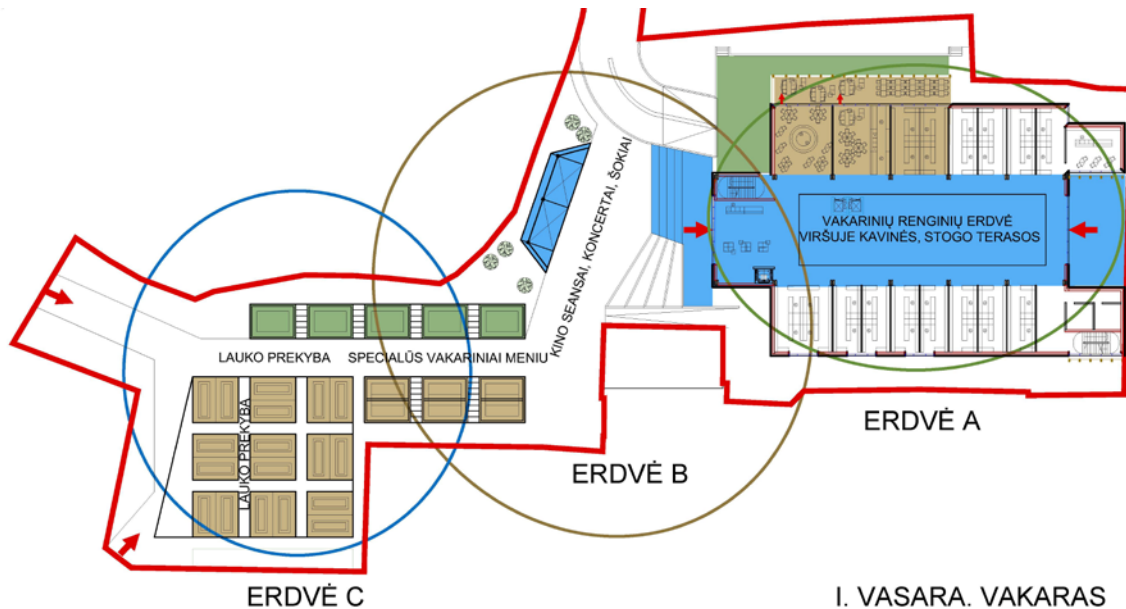 VAKARINIŲ RENGINIŲ ERDVĖ
VIRŠUJE KAVINĖS, STOGO TERASOS
KINO SEANSAI, KONCERTAI, ŠOKIAI
LAUKO PREKYBA
SPECIALŪS VAKARINIAI MENIU
LAUKO PREKYBA
ERDVĖ A
ERDVĖ B
ERDVĖ C
I. VASARA. VAKARAS